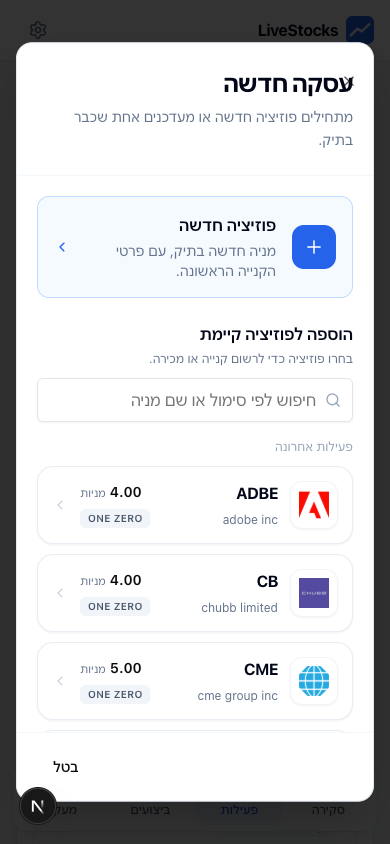 LiveStocks
עסקה חדשה
מתחילים פוזיציה חדשה או מעדכנים אחת שכבר
בתיק.
פוזיציה חדשה
מניה חדשה בתיק, עם פרטי
הקנייה הראשונה.
הוספה לפוזיציה קיימת
בחרו פוזיציה כדי לרשום קנייה או מכירה.
חיפוש לפי סימול או שם מניה
פעילות אחרונה
ADBE
4.00 מניות
adobe inc
ONE ZERO
CB
4.00 מניות
CHUBB
chubb limited
ONE ZERO
CME
5.00 מניות
cme group inc
ONE ZERO
בטל
N
סקירה
פעילות
ביצועים